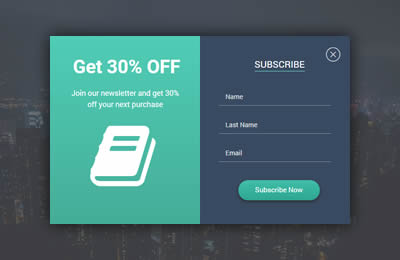 Get 30% OFF
Join our newsletter and get 30%
off your next purchase
SUBSCRIBE
Name
Last Name
Email
Subscribe Now